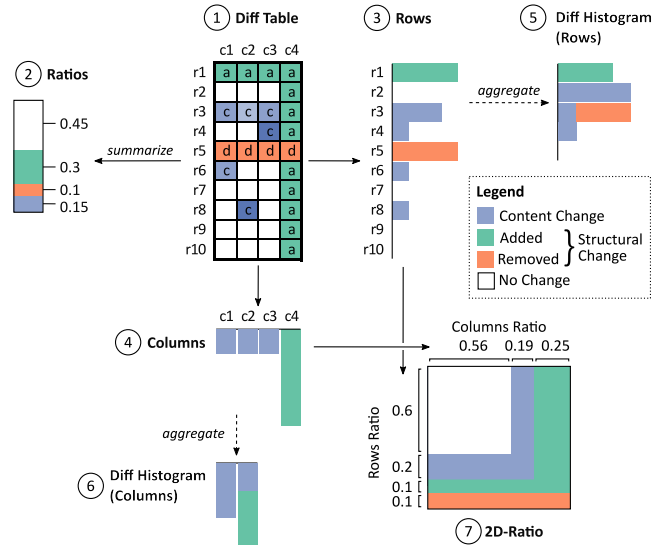 1 Diff Table
c1 c2 c3 c4
r1 a a a a
r2 a
r3 c c c a
r4 c a
r5 d d d d
r6 c a
r7 a
r8 c a
r9 a
r10 a
2 Ratios
0.45
0.3
0.1
0.15
summarize
3 Rows
r1
r2
r3
r4
r5
r6
r7
r8
r9
r10
aggregate
5 Diff Histogram
(Rows)
Legend
Content Change
Added
Removed
} Structural
Change
No Change
4 Columns
c1 c2 c3 c4
aggregate
6 Diff Histogram
(Columns)
Columns Ratio
0.56 0.19 0.25
Rows Ratio
0.6
0.2
0.1
0.1
7 2D-Ratio